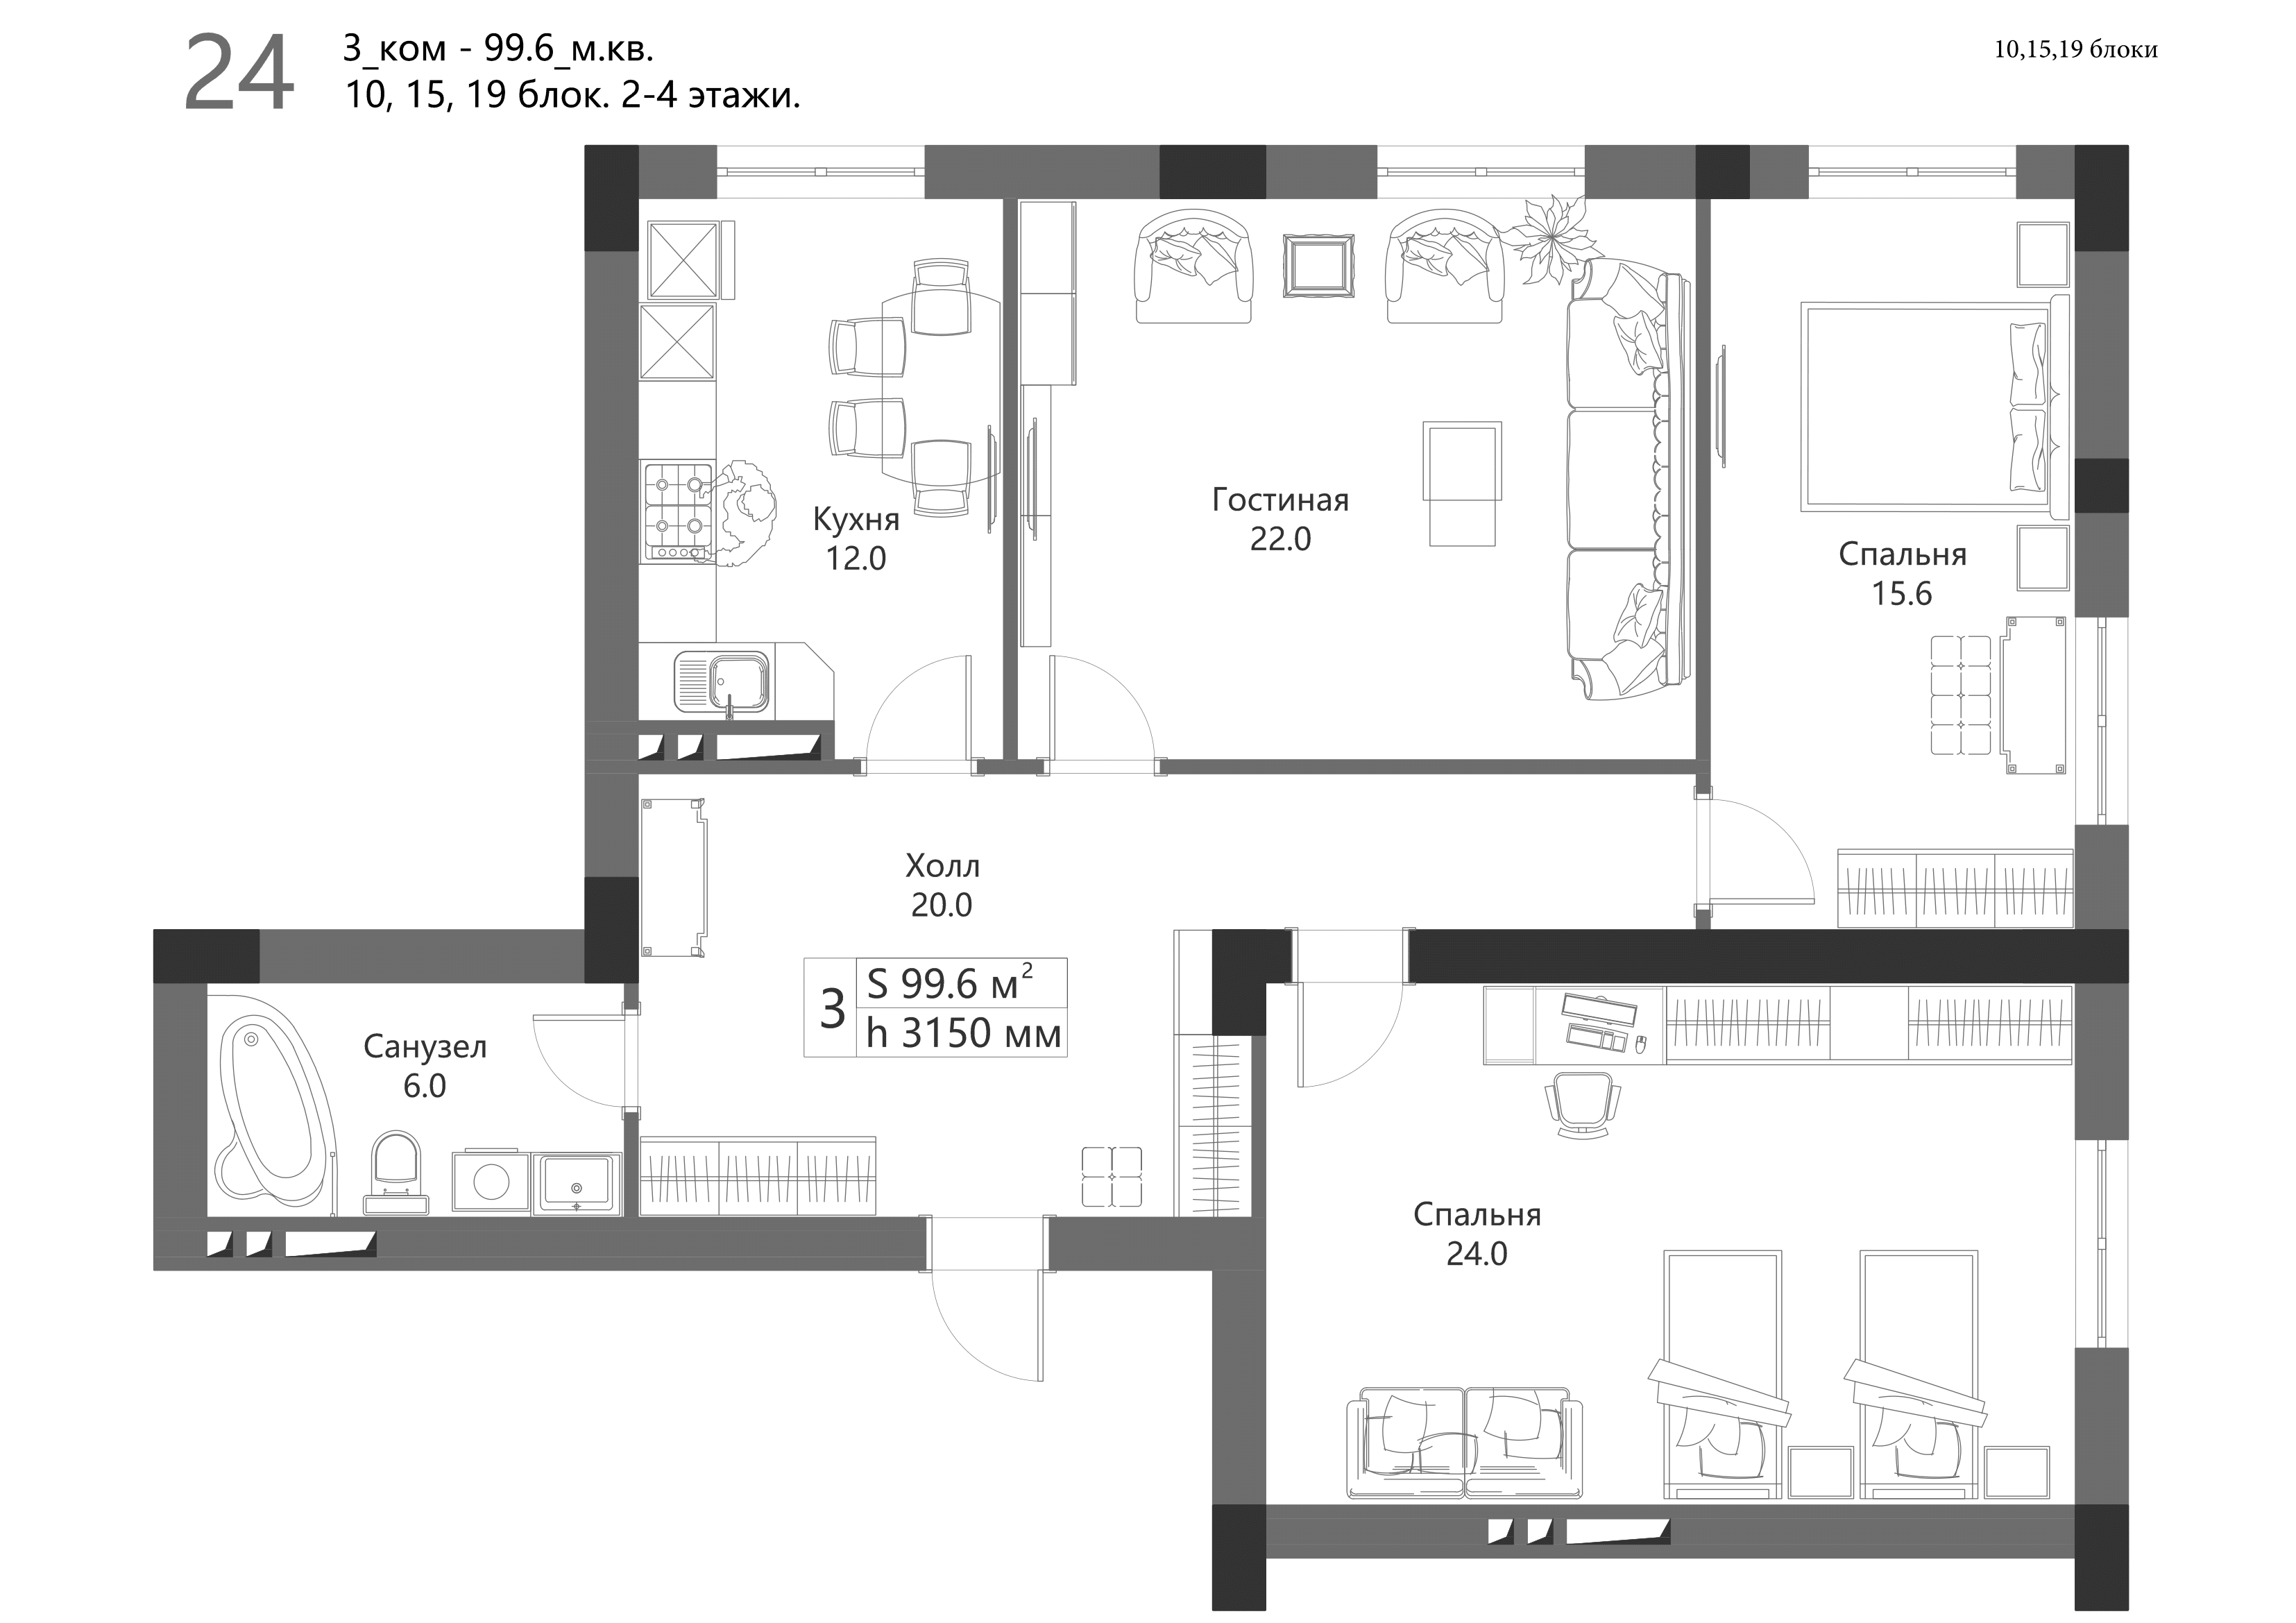 24
3_ком - 99.6_м.кв.
10, 15, 19 блок. 2-4 этажи.
10,15,19 блоки
Кухня
12.0
Гостиная
22.0
Спальня
15.6
Холл
20.0
3
S 99.6 м²
h 3150 мм
Санузел
6.0
Спальня
24.0